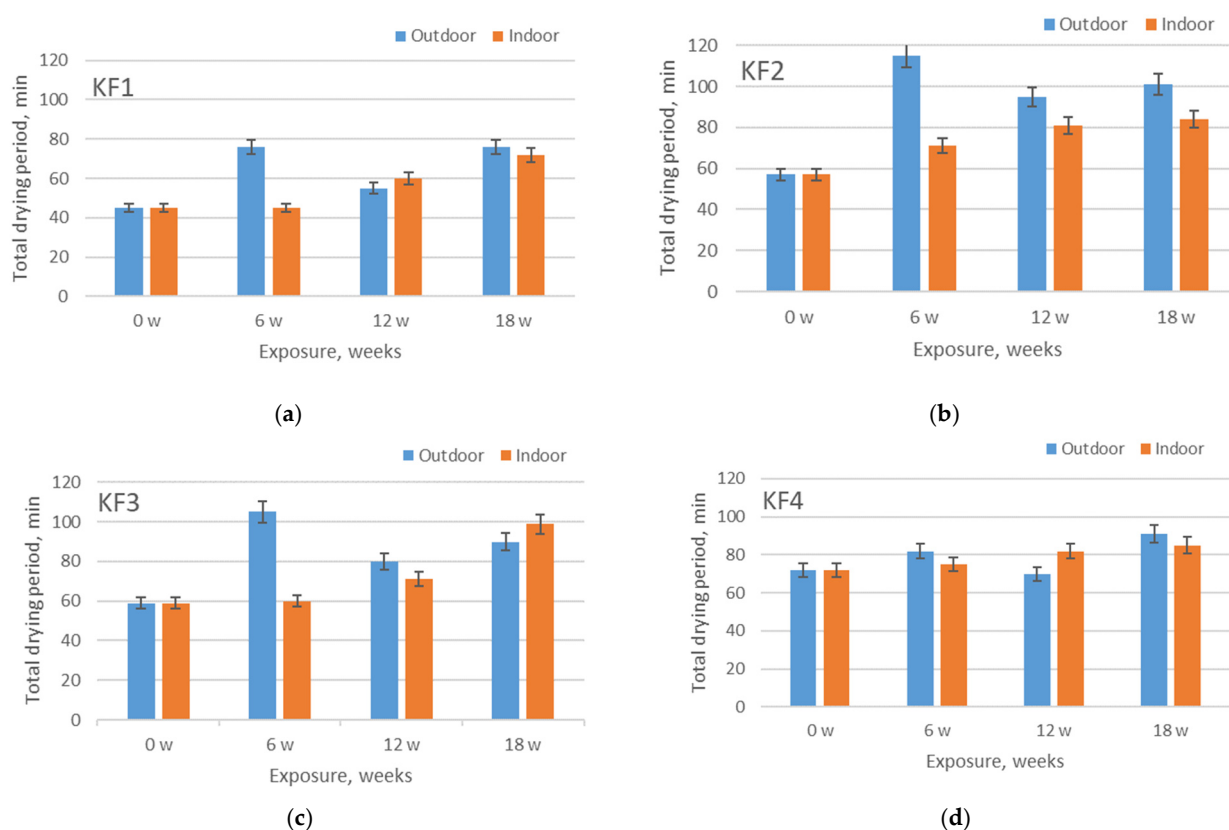 Outdoor Indoor
KF1
Total drying period, min
120
100
80
60
40
20
0
0 w 6 w 12 w 18 w
Exposure, weeks
(a)
Outdoor Indoor
KF2
Total drying period, min
120
100
80
60
40
20
0
0 w 6 w 12 w 18 w
Exposure, weeks
(b)
Outdoor Indoor
KF3
Total drying period, min
120
100
80
60
40
20
0
0 w 6 w 12 w 18 w
Exposure, weeks
(c)
Outdoor Indoor
KF4
Total drying period, min
120
100
80
60
40
20
0
0 w 6 w 12 w 18 w
Exposure, weeks
(d)